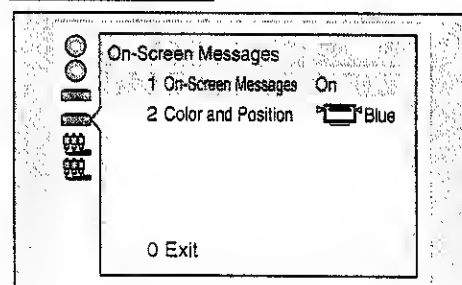 On-Screen Messages
1 On-Screen Messages On
2 Color and Position Blue
0 Exit